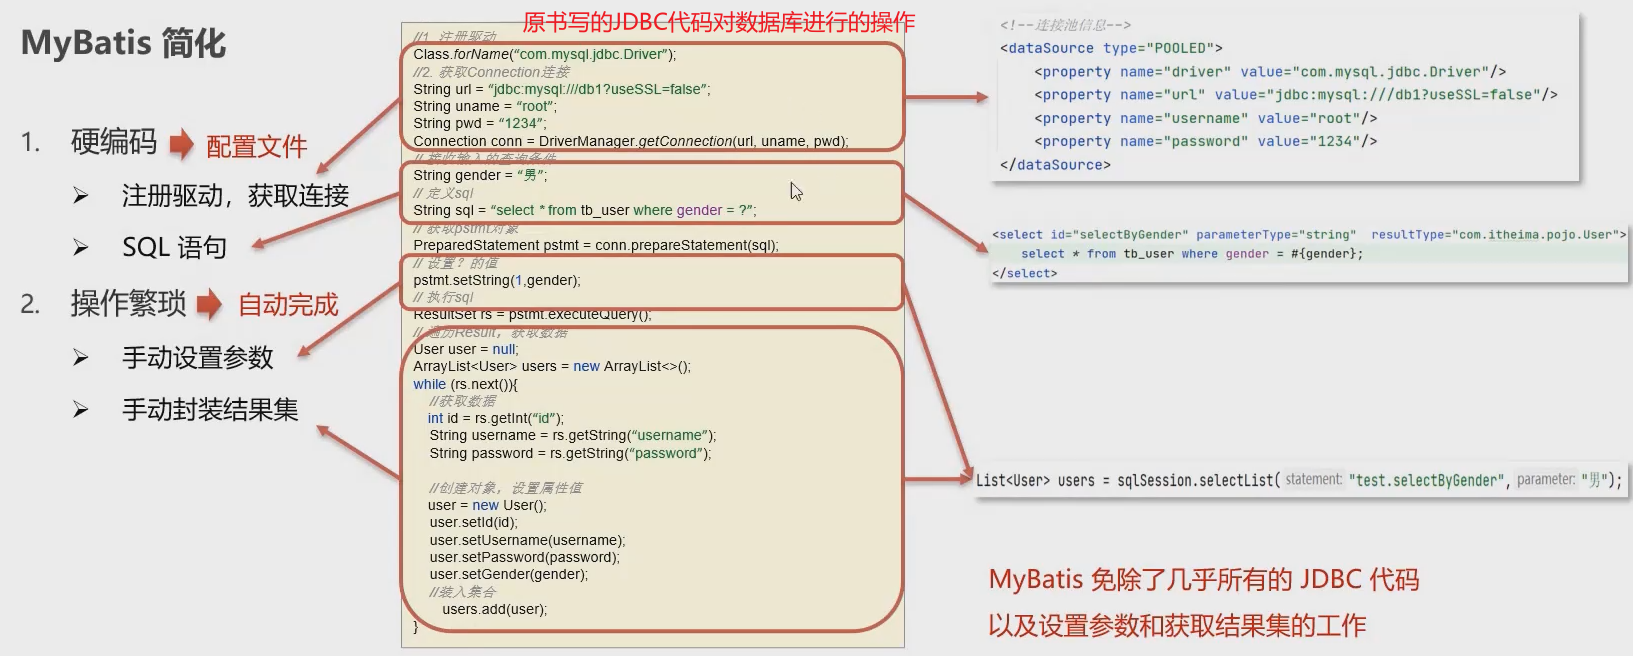 MyBatis 简化
1. 硬编码 配置文件
注册驱动，获取连接
SQL 语句
2. 操作繁琐 自动完成
手动设置参数
手动封装结果集
原书写的JDBC代码对数据库进行的操作
//1. 注册驱动
Class.forName(“com.mysql.jdbc.Driver”);
//2. 获取Connection连接
String url = “jdbc:mysql:///db1?useSSL=false”;
String uname = “root”;
String pwd = “1234”;
Connection conn = DriverManager.getConnection(url, uname, pwd);
// 接收输入的查询条件
String gender = “男”;
// 定义sql
String sql = “select * from tb_user where gender = ?”;
// 获取pstmt对象
PreparedStatement pstmt = conn.prepareStatement(sql);
// 设置？的值
pstmt.setString(1,gender);
// 执行sql
ResultSet rs = pstmt.executeQuery();
// 遍历Result，获取数据
User user = null;
ArrayList<User> users = new ArrayList<>();
while (rs.next()){
//获取数据
int id = rs.getInt(“id”);
String username = rs.getString(“username”);
String password = rs.getString(“password”);
//创建对象，设置属性值
user = new User();
user.setId(id);
user.setUsername(username);
user.setPassword(password);
user.setGender(gender);
//装入集合
users.add(user);
}
<!--连接池信息-->
<dataSource type="POOLED">
<property name="driver" value="com.mysql.jdbc.Driver"/>
<property name="url" value="jdbc:mysql:///db1?useSSL=false"/>
<property name="username" value="root"/>
<property name="password" value="1234"/>
</dataSource>
<select id="selectByGender" parameterType="string" resultType="com.itheima.pojo.User">
select * from tb_user where gender = #{gender};
</select>
List<User> users = sqlSession.selectList( statement: "test.selectByGender", parameter: "男");
MyBatis 免除了几乎所有的 JDBC 代码
以及设置参数和获取结果集的工作